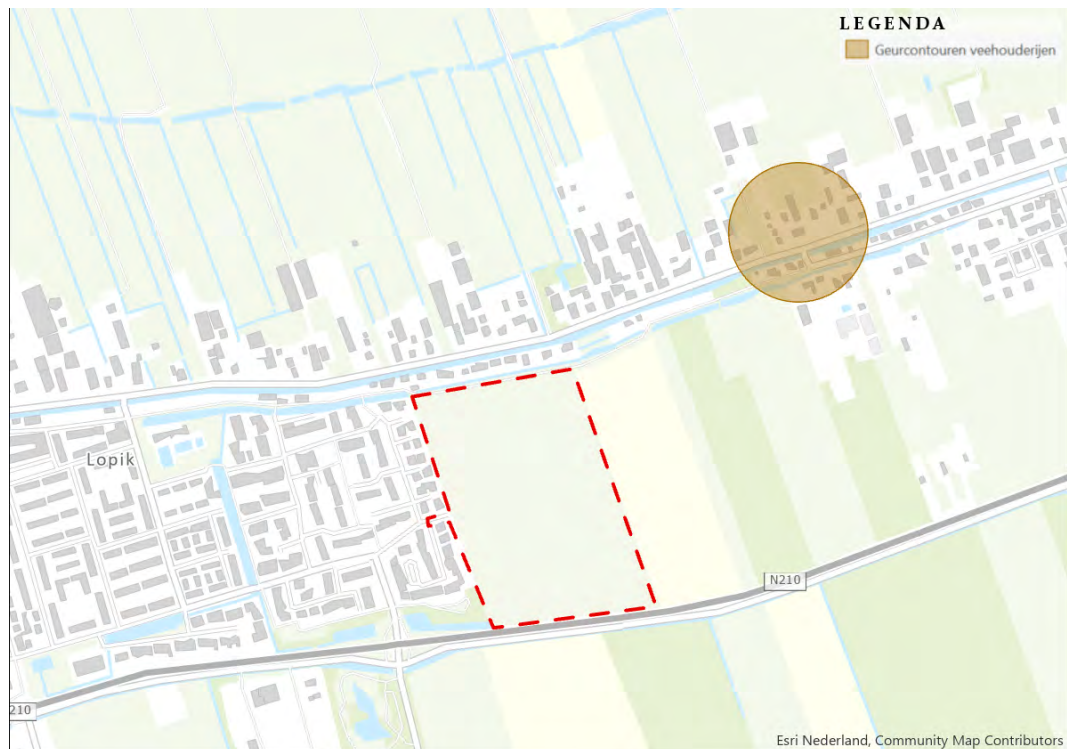 LEGENDA
Geurcontouren veehouderijen
Lopik
N210
210
Esri Nederland, Community Map Contributors